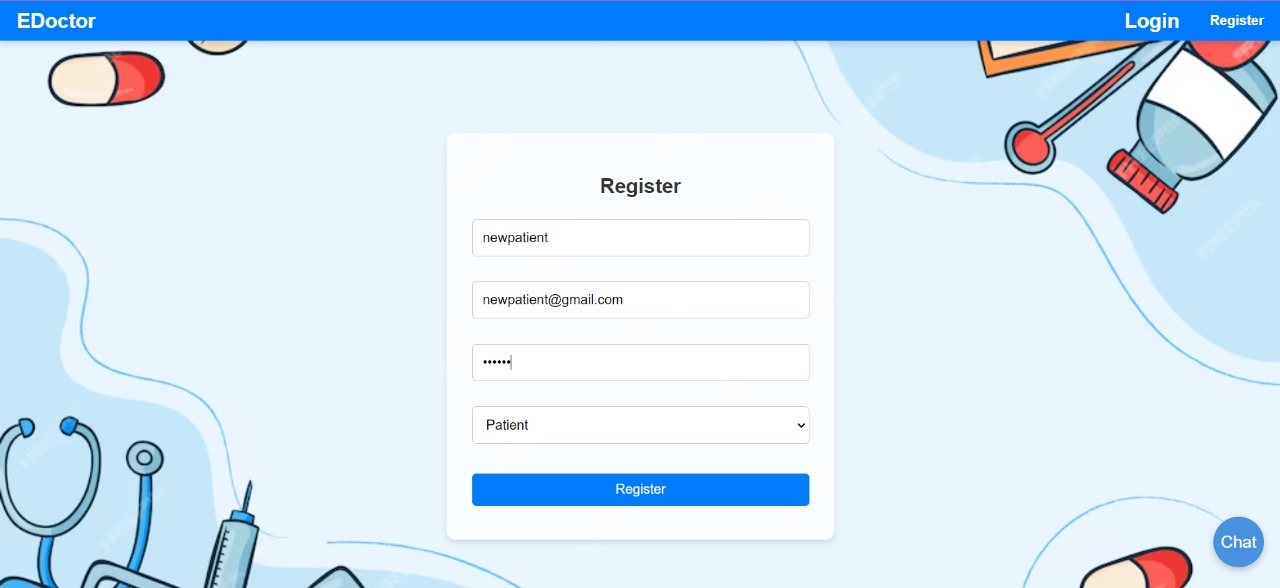 EDoctor
Login
Register
Register
newpatient
newpatient@gmail.com
••••••
Patient
Register
Chat